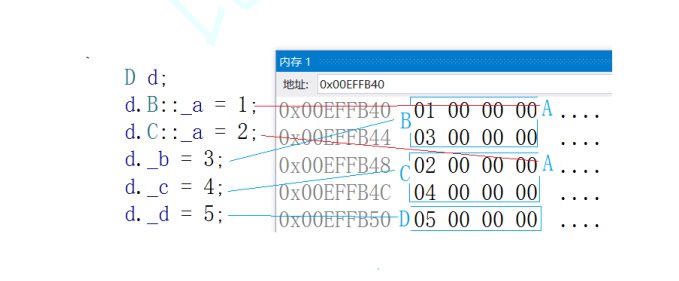 D d;
d.B::_a = 1;
d.C::_a = 2;
d._b = 3;
d._c = 4;
d._d = 5;
内存 1
地址: 0x00EFFB40
0x00EFFB40 01 00 00 00 A ....
B
0x00EFFB44 03 00 00 00 ....
0x00EFFB48 02 00 00 00 A ....
C
0x00EFFB4C 04 00 00 00 ....
0x00EFFB50 D 05 00 00 00 ....